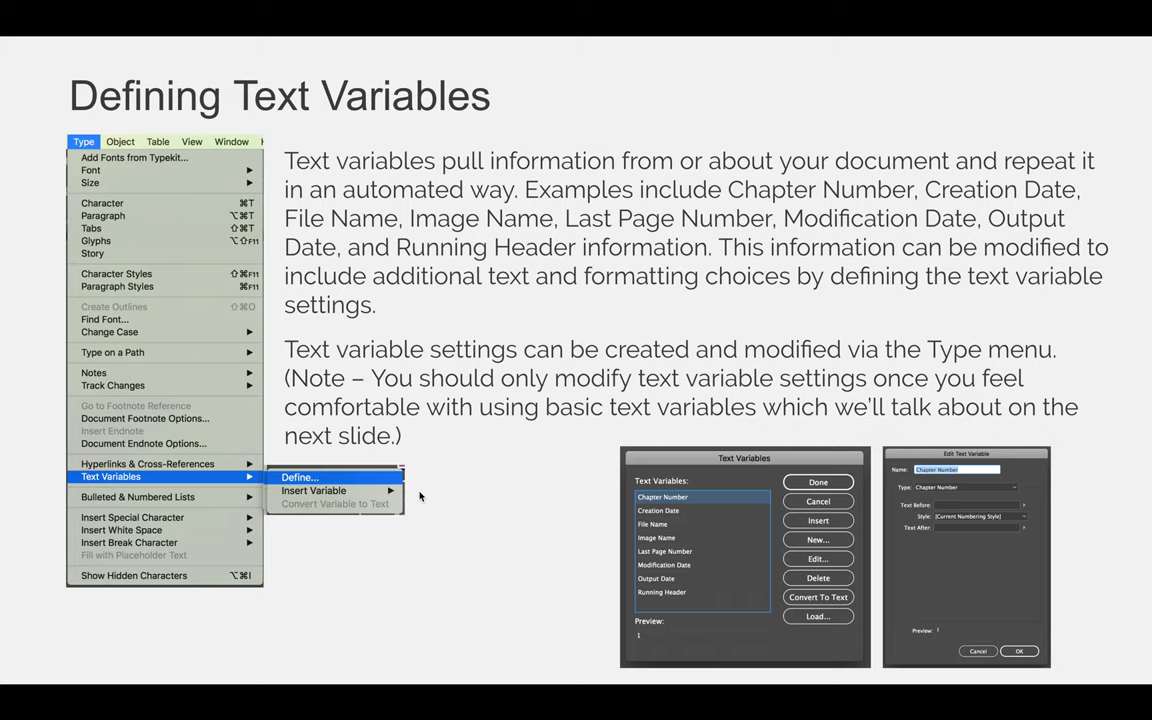 Defining Text Variables
Type Object Table View Window
Add Fonts from Typekit...
Font
Size
Character ⌘T
Paragraph ⌥⌘T
Tabs ⇧⌘T
Glyphs ⌥⇧F11
Story
Character Styles ⇧⌘F11
Paragraph Styles ⌘F11
Create Outlines ⇧⌘O
Find Font...
Change Case
Type on a Path
Notes
Track Changes
Go to Footnote Reference
Document Footnote Options...
Insert Endnote
Document Endnote Options...
Hyperlinks & Cross-References
Text Variables
Bulleted & Numbered Lists
Insert Special Character
Insert White Space
Insert Break Character
Fill with Placeholder Text
Show Hidden Characters ⌥⌘I
Define...
Insert Variable
Convert Variable to Text
Text variables pull information from or about your document and repeat it
in an automated way. Examples include Chapter Number, Creation Date,
File Name, Image Name, Last Page Number, Modification Date, Output
Date, and Running Header information. This information can be modified to
include additional text and formatting choices by defining the text variable
settings.
Text variable settings can be created and modified via the Type menu.
(Note – You should only modify text variable settings once you feel
comfortable with using basic text variables which we'll talk about on the
next slide.)
Text Variables
Text Variables:
Chapter Number
Creation Date
File Name
Image Name
Last Page Number
Modification Date
Output Date
Running Header
Preview:
1
Done
Cancel
Insert
New...
Edit...
Delete
Convert To Text
Load...
Edit Text Variable
Name: Chapter Number
Type: Chapter Number
Text Before:
Style: [Current Numbering Style]
Text After:
Preview: 1
Cancel OK